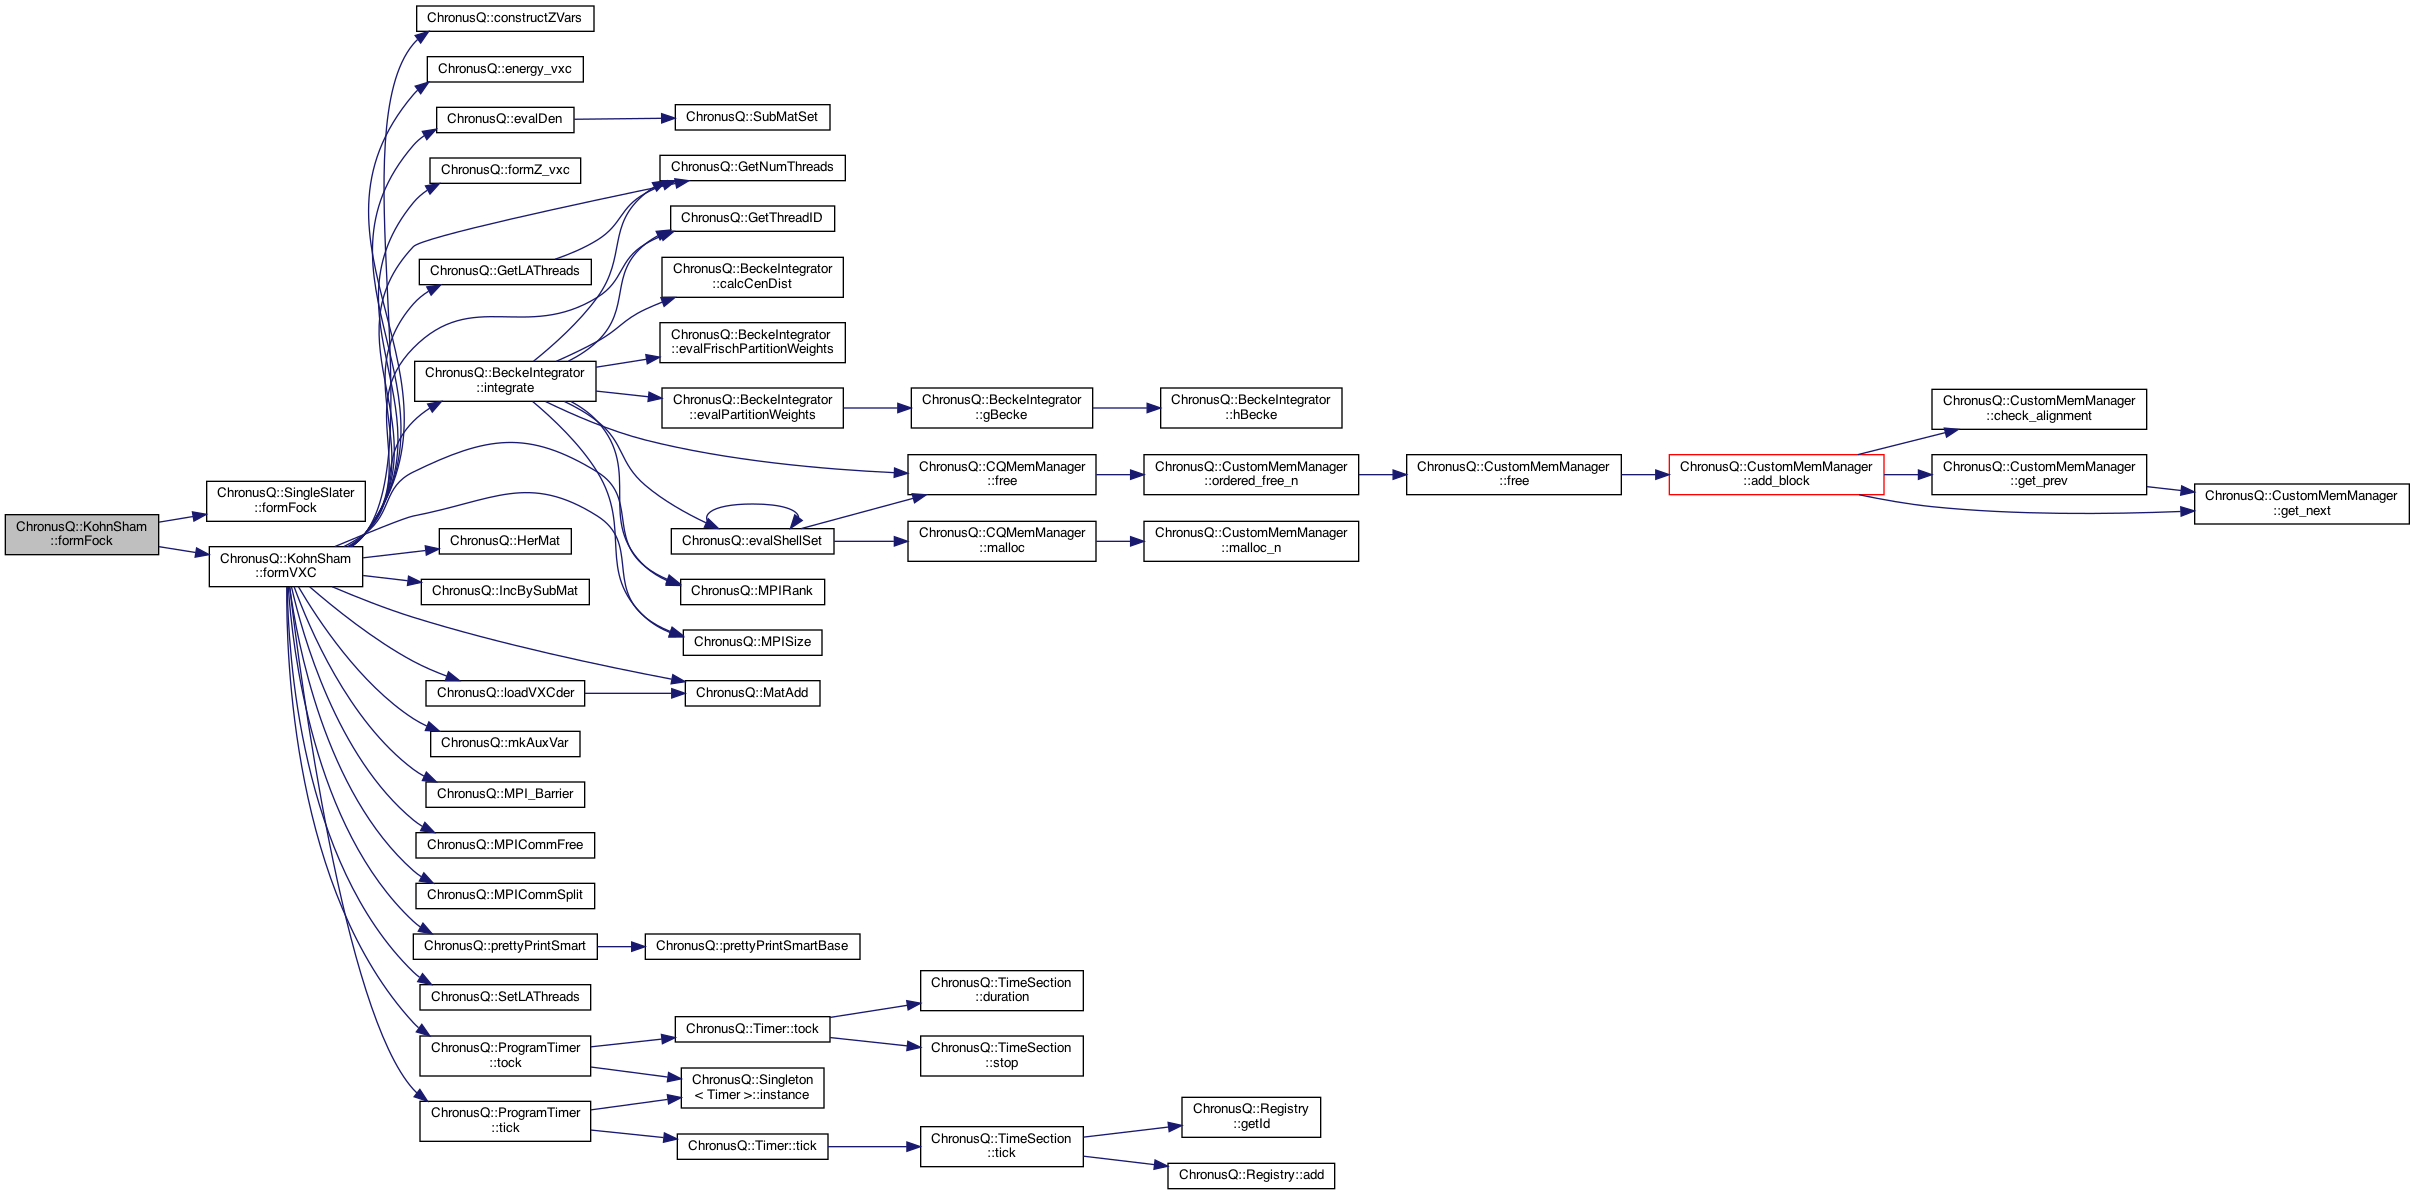 ChronusQ::KohnSham
::formFock
ChronusQ::SingleSlater
::formFock
ChronusQ::KohnSham
::formVXC
ChronusQ::constructZVars
ChronusQ::energy_vxc
ChronusQ::evalDen
ChronusQ::formZ_vxc
ChronusQ::GetLAThreads
ChronusQ::BeckeIntegrator
::integrate
ChronusQ::HerMat
ChronusQ::IncBySubMat
ChronusQ::loadVXCder
ChronusQ::mkAuxVar
ChronusQ::MPI_Barrier
ChronusQ::MPICommFree
ChronusQ::MPICommSplit
ChronusQ::prettyPrintSmart
ChronusQ::SetLAThreads
ChronusQ::ProgramTimer
::tock
ChronusQ::ProgramTimer
::tick
ChronusQ::SubMatSet
ChronusQ::GetNumThreads
ChronusQ::GetThreadID
ChronusQ::BeckeIntegrator
::calcCenDist
ChronusQ::BeckeIntegrator
::evalFrischPartitionWeights
ChronusQ::BeckeIntegrator
::evalPartitionWeights
ChronusQ::evalShellSet
ChronusQ::MPIRank
ChronusQ::MPISize
ChronusQ::MatAdd
ChronusQ::prettyPrintSmartBase
ChronusQ::Timer::tock
ChronusQ::Singleton
< Timer >::instance
ChronusQ::Timer::tick
ChronusQ::BeckeIntegrator
::gBecke
ChronusQ::CQMemManager
::free
ChronusQ::CQMemManager
::malloc
ChronusQ::TimeSection
::duration
ChronusQ::TimeSection
::stop
ChronusQ::TimeSection
::tick
ChronusQ::BeckeIntegrator
::hBecke
ChronusQ::CustomMemManager
::ordered_free_n
ChronusQ::CustomMemManager
::malloc_n
ChronusQ::Registry
::getId
ChronusQ::Registry::add
ChronusQ::CustomMemManager
::free
ChronusQ::CustomMemManager
::add_block
ChronusQ::CustomMemManager
::check_alignment
ChronusQ::CustomMemManager
::get_prev
ChronusQ::CustomMemManager
::get_next